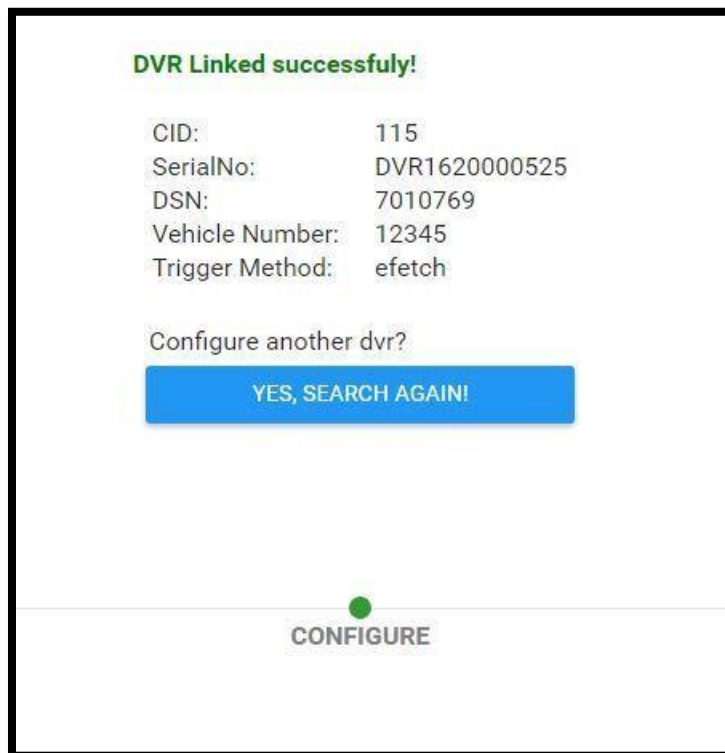 DVR Linked successfuly!
CID: 115
SerialNo: DVR1620000525
DSN: 7010769
Vehicle Number: 12345
Trigger Method: efetch
Configure another dvr?
YES, SEARCH AGAIN!
CONFIGURE